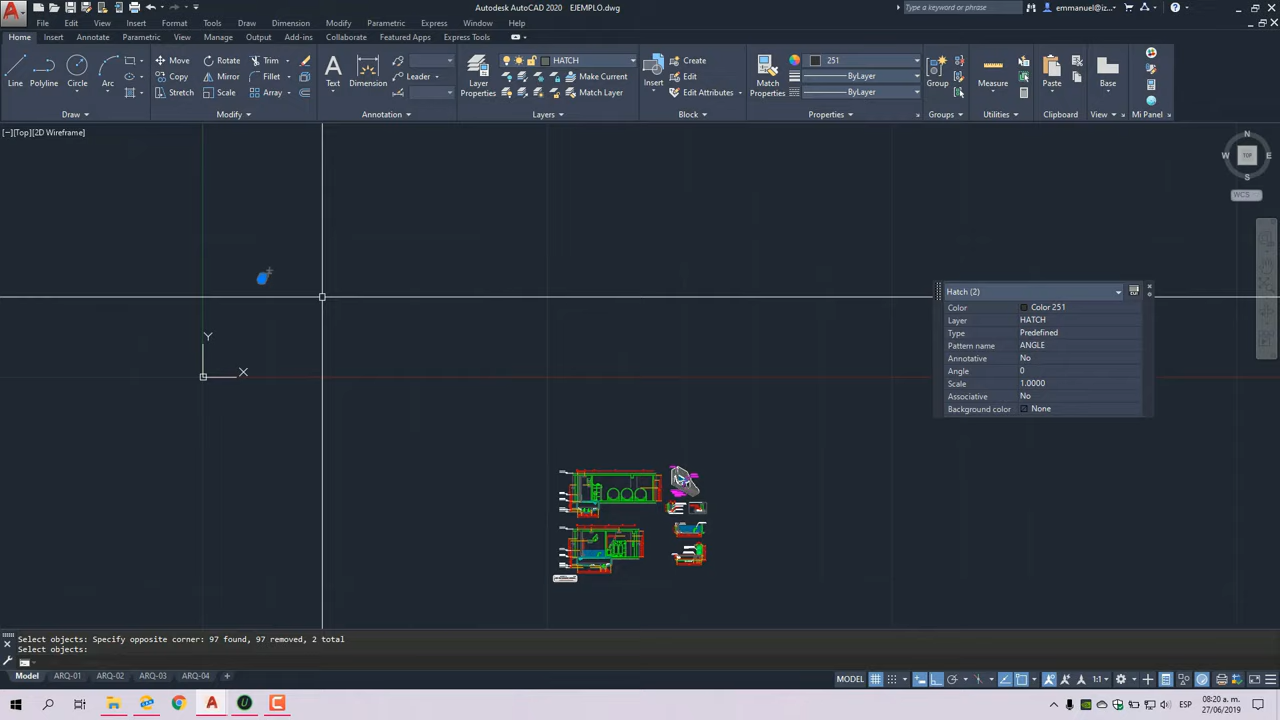 Autodesk AutoCAD 2020 EJEMPLO.dwg
Type a keyword or phrase
emmanuel@iz...
File Edit View Insert Format Tools Draw Dimension Modify Parametric Express Window Help
Home Insert Annotate Parametric View Manage Output Add-ins Collaborate Featured Apps Express Tools
Line Polyline Circle Arc
Move Rotate Trim
Copy Mirror Fillet
Stretch Scale Array
Text Dimension
Leader
Layer Properties
HATCH
Make Current
Match Layer
Insert
Create
Edit
Edit Attributes
Match Properties
251
ByLayer
ByLayer
Group
Measure
Paste
Base
Draw Modify Annotation Layers Block Properties Groups Utilities Clipboard View Mi Panel
[−][Top][2D Wireframe]
N
W TOP E
S
WCS
Y
X
Hatch (2)
Color Color 251
Layer HATCH
Type Predefined
Pattern name ANGLE
Annotative No
Angle 0
Scale 1.0000
Associative No
Background color None
Select objects: Specify opposite corner: 97 found, 97 removed, 2 total
Select objects:
Model ARQ-01 ARQ-02 ARQ-03 ARQ-04 +
MODEL
1:1
ESP
08:20 a. m.
27/06/2019